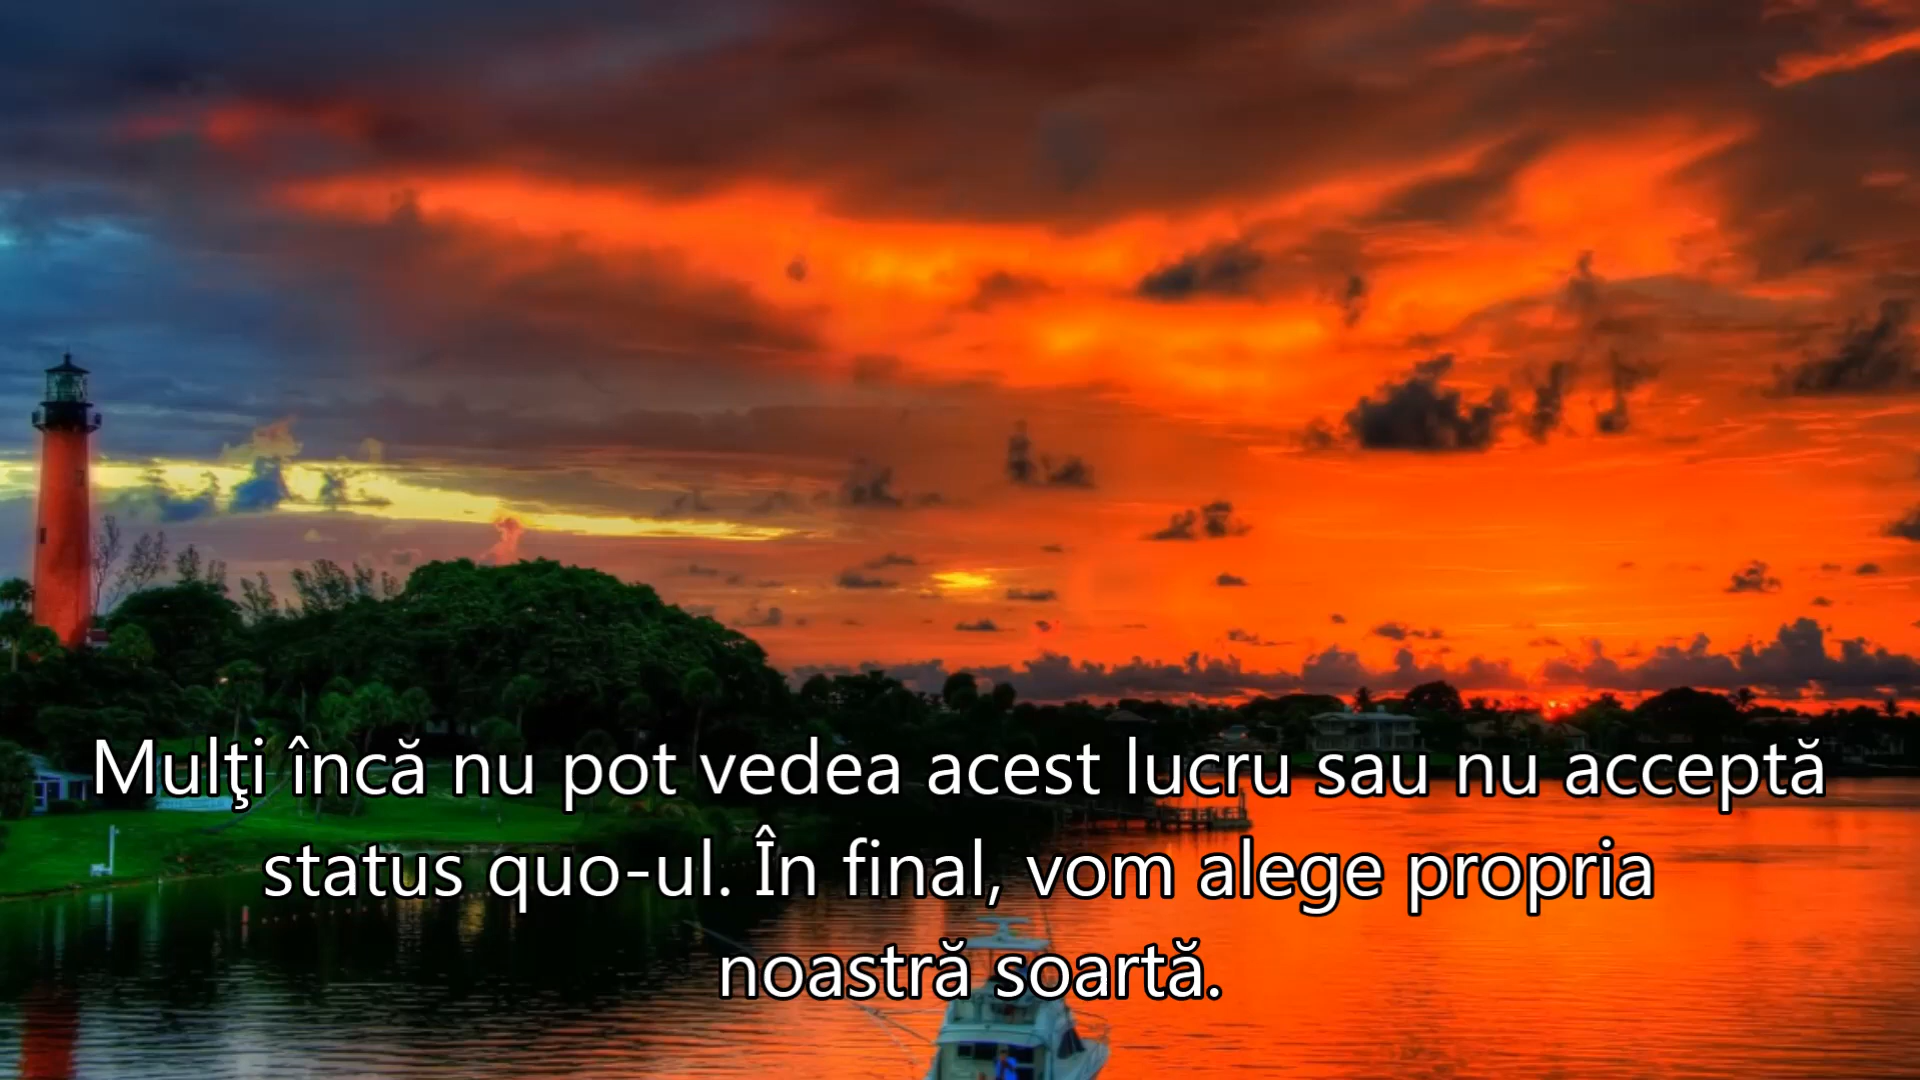 Mulţi încă nu pot vedea acest lucru sau nu acceptă
status quo-ul. În final, vom alege propria
noastră soartă.